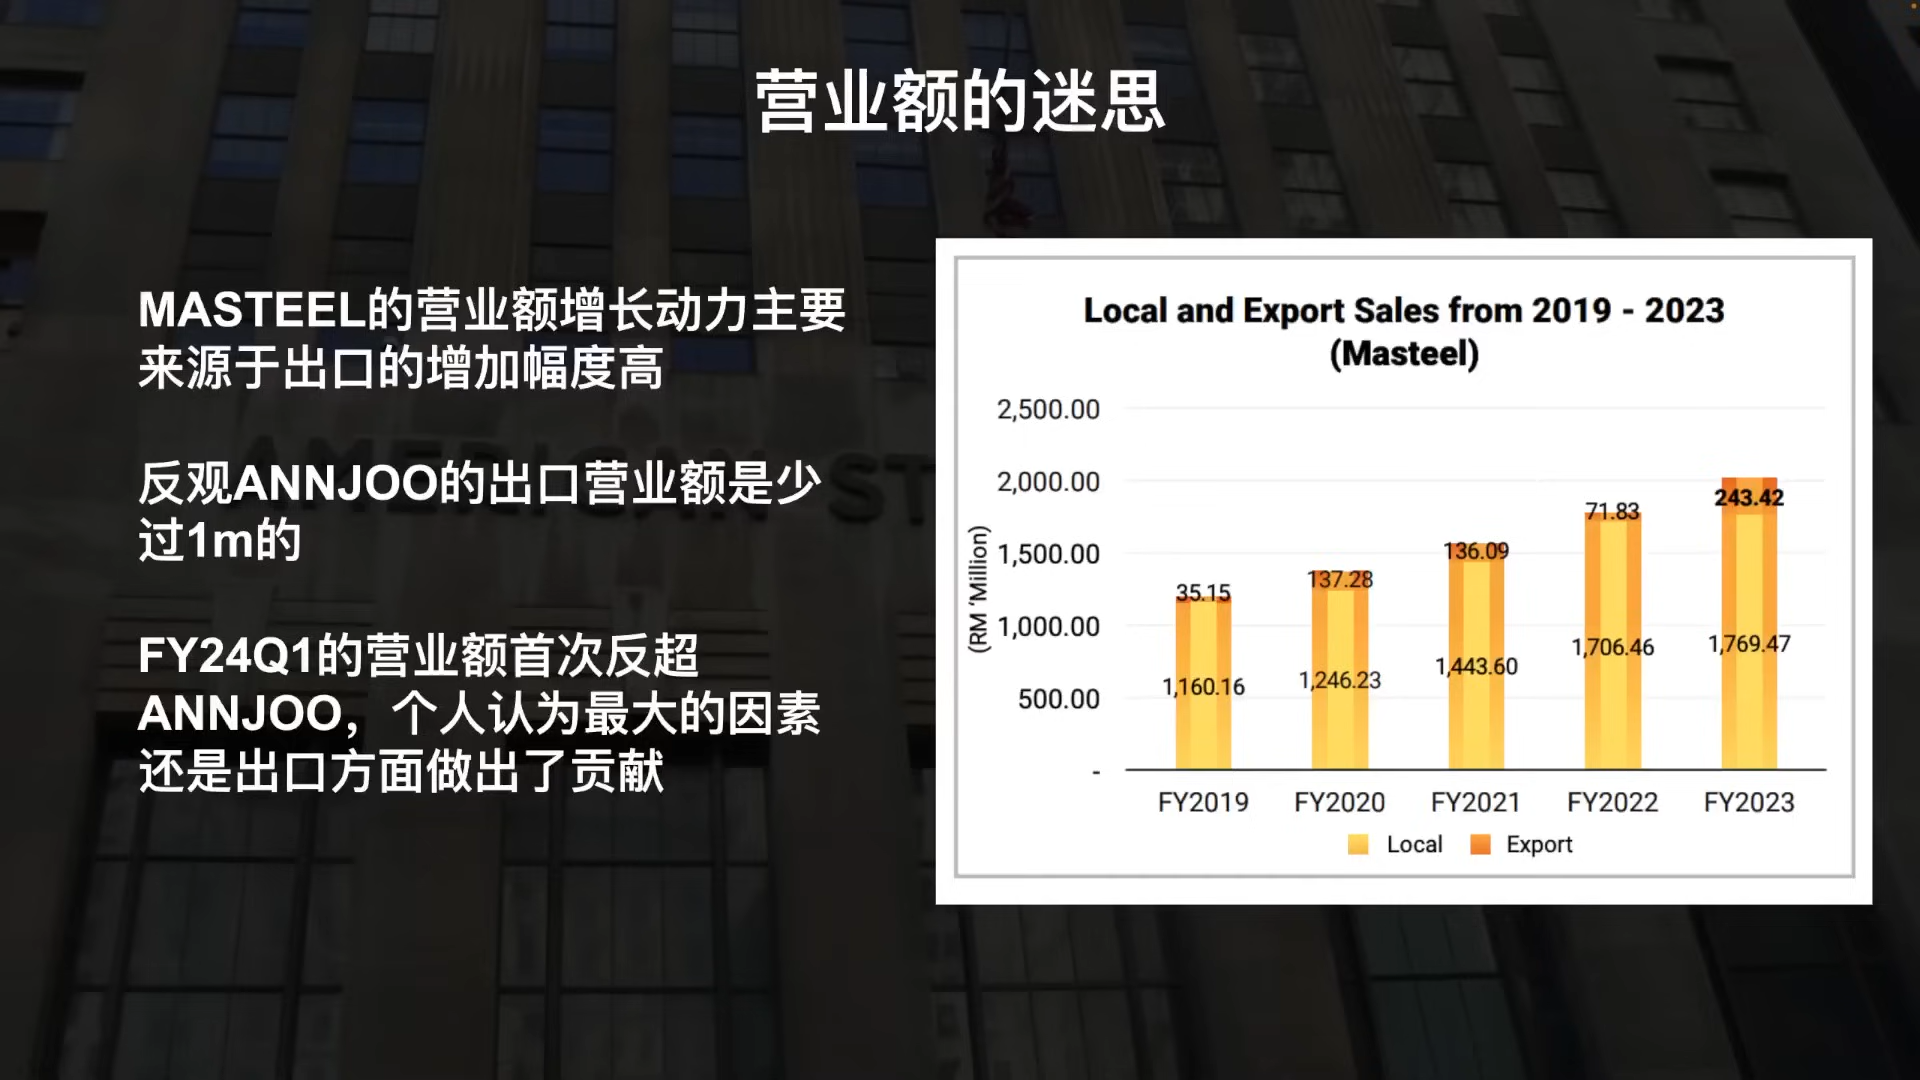 营业额的迷思
MASTEEL的营业额增长动力主要
来源于出口的增加幅度高
反观ANNJOO的出口营业额是少
过1m的
FY24Q1的营业额首次反超
ANNJOO，个人认为最大的因素
还是出口方面做出了贡献
AMERICAN ST
Local and Export Sales from 2019 - 2023
(Masteel)
(RM 'Million)
2,500.00
2,000.00
1,500.00
1,000.00
500.00
-
35.15
137.28
136.09
71.83
243.42
1,160.16
1,246.23
1,443.60
1,706.46
1,769.47
FY2019 FY2020 FY2021 FY2022 FY2023
Local Export